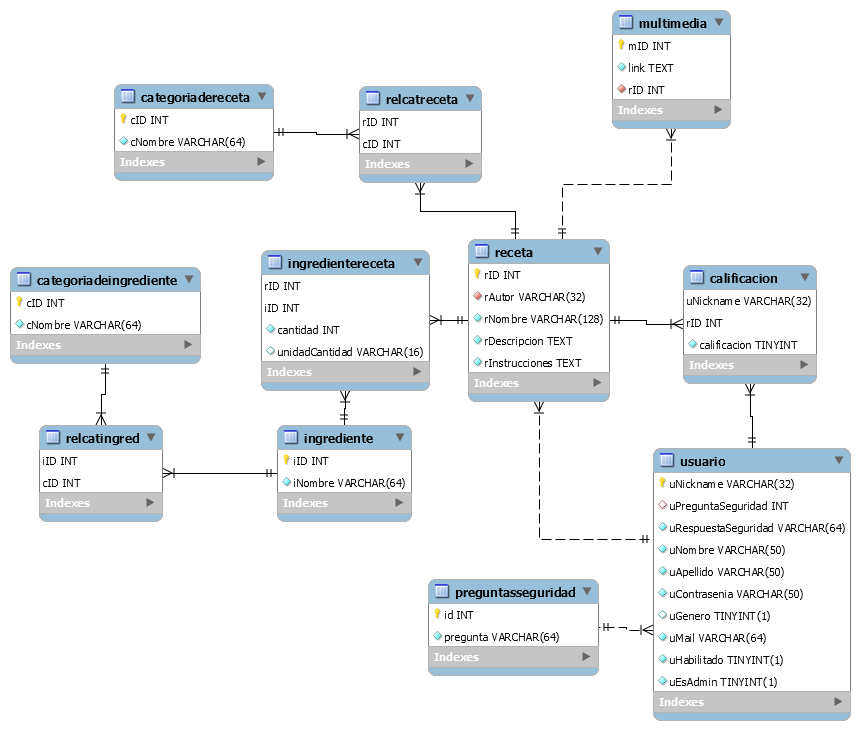 multimedia
mID INT
link TEXT
rID INT
Indexes
categoriadereceta
cID INT
cNombre VARCHAR(64)
Indexes
relcatreceta
rID INT
cID INT
Indexes
categoriadeingrediente
cID INT
cNombre VARCHAR(64)
Indexes
ingredientereceta
rID INT
iID INT
cantidad INT
unidadCantidad VARCHAR(16)
Indexes
receta
rID INT
rAutor VARCHAR(32)
rNombre VARCHAR(128)
rDescripcion TEXT
rInstrucciones TEXT
Indexes
calificacion
uNickname VARCHAR(32)
rID INT
calificacion TINYINT
Indexes
relcatingred
iID INT
cID INT
Indexes
ingrediente
iID INT
iNombre VARCHAR(64)
Indexes
usuario
uNickname VARCHAR(32)
uPreguntaSeguridad INT
uRespuestaSeguridad VARCHAR(64)
uNombre VARCHAR(50)
uApellido VARCHAR(50)
uContrasenia VARCHAR(50)
uGenero TINYINT(1)
uMail VARCHAR(64)
uHabilitado TINYINT(1)
uEsAdmin TINYINT(1)
Indexes
preguntasseguridad
id INT
pregunta VARCHAR(64)
Indexes